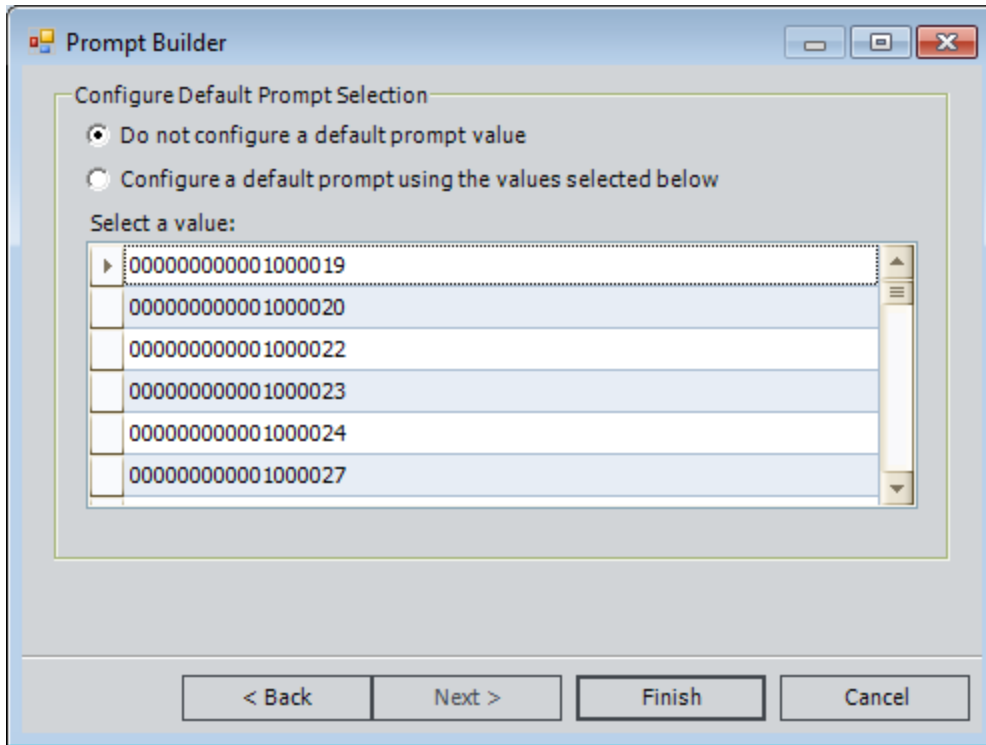 Prompt Builder
Configure Default Prompt Selection
Do not configure a default prompt value
Configure a default prompt using the values selected below
Select a value:
000000000001000019
000000000001000020
000000000001000022
000000000001000023
000000000001000024
000000000001000027
< Back
Next >
Finish
Cancel